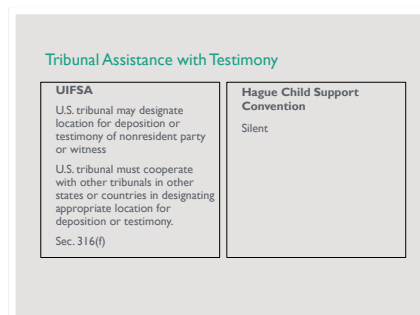 Tribunal Assistance with Testimony
UIFSA
U.S. tribunal may designate
location for deposition or
testimony of nonresident party
or witness
U.S. tribunal must cooperate
with other tribunals in other
states or countries in designating
appropriate location for
deposition or testimony.
Sec. 316(f)
Hague Child Support
Convention
Silent